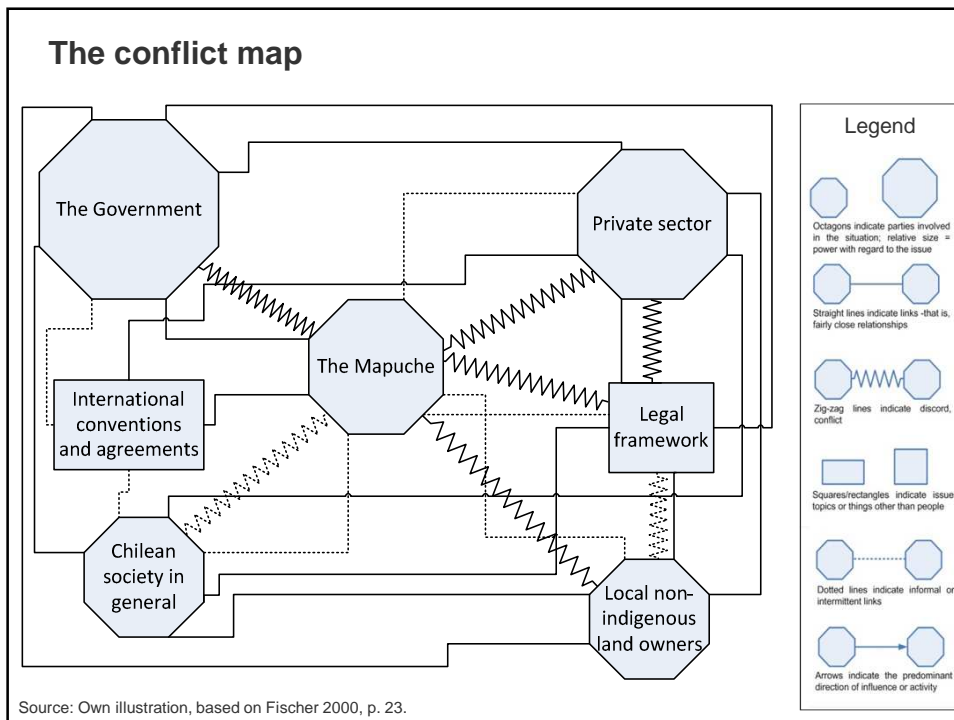 The conflict map
The Government
Private sector
The Mapuche
International
conventions
and agreements
Legal
framework
Chilean
society in
general
Local non-
indigenous
land owners
Source: Own illustration, based on Fischer 2000, p. 23.
Legend
Octagons indicate parties involved
in the situation; relative size =
power with regard to the issue
Straight lines indicate links -that is,
fairly close relationships
Zig-zag lines indicate discord,
conflict
Squares/rectangles indicate issue
topics or things other than people
Dotted lines indicate informal or
intermittent links
Arrows indicate the predominant
direction of influence or activity